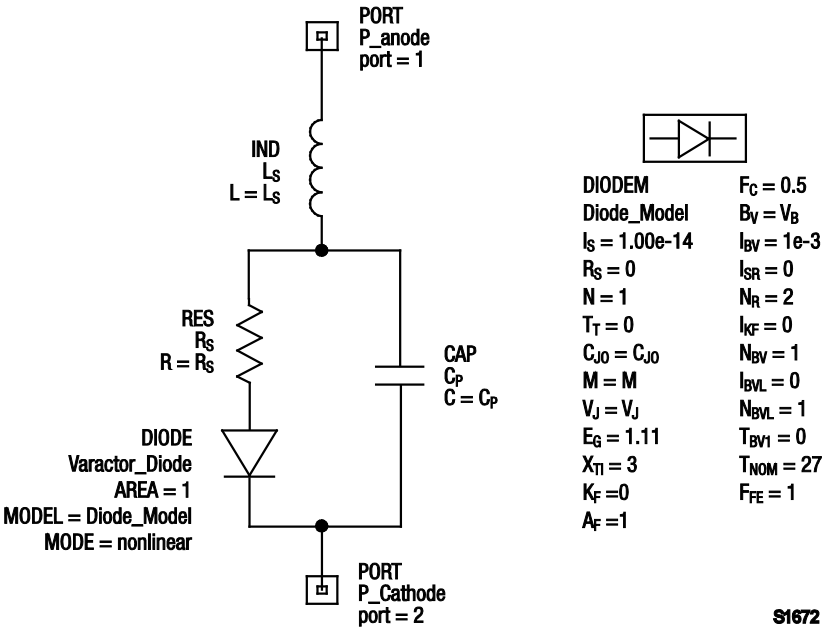 PORT
P_anode
port = 1
IND
LS
L = LS
RES
RS
R = RS
CAP
CP
C = CP
DIODE
Varactor_Diode
AREA = 1
MODEL = Diode_Model
MODE = nonlinear
PORT
P_Cathode
port = 2
DIODEM
Diode_Model
IS = 1.00e-14
RS = 0
N = 1
TT = 0
CJO = CJO
M = M
VJ = VJ
EG = 1.11
XTI = 3
KF =0
AF =1
FC = 0.5
BV = VB
IBV = 1e-3
ISR = 0
NR = 2
IKF = 0
NBV = 1
IBVL = 0
NBVL = 1
TBV1 = 0
TNOM = 27
FFE = 1
S1672